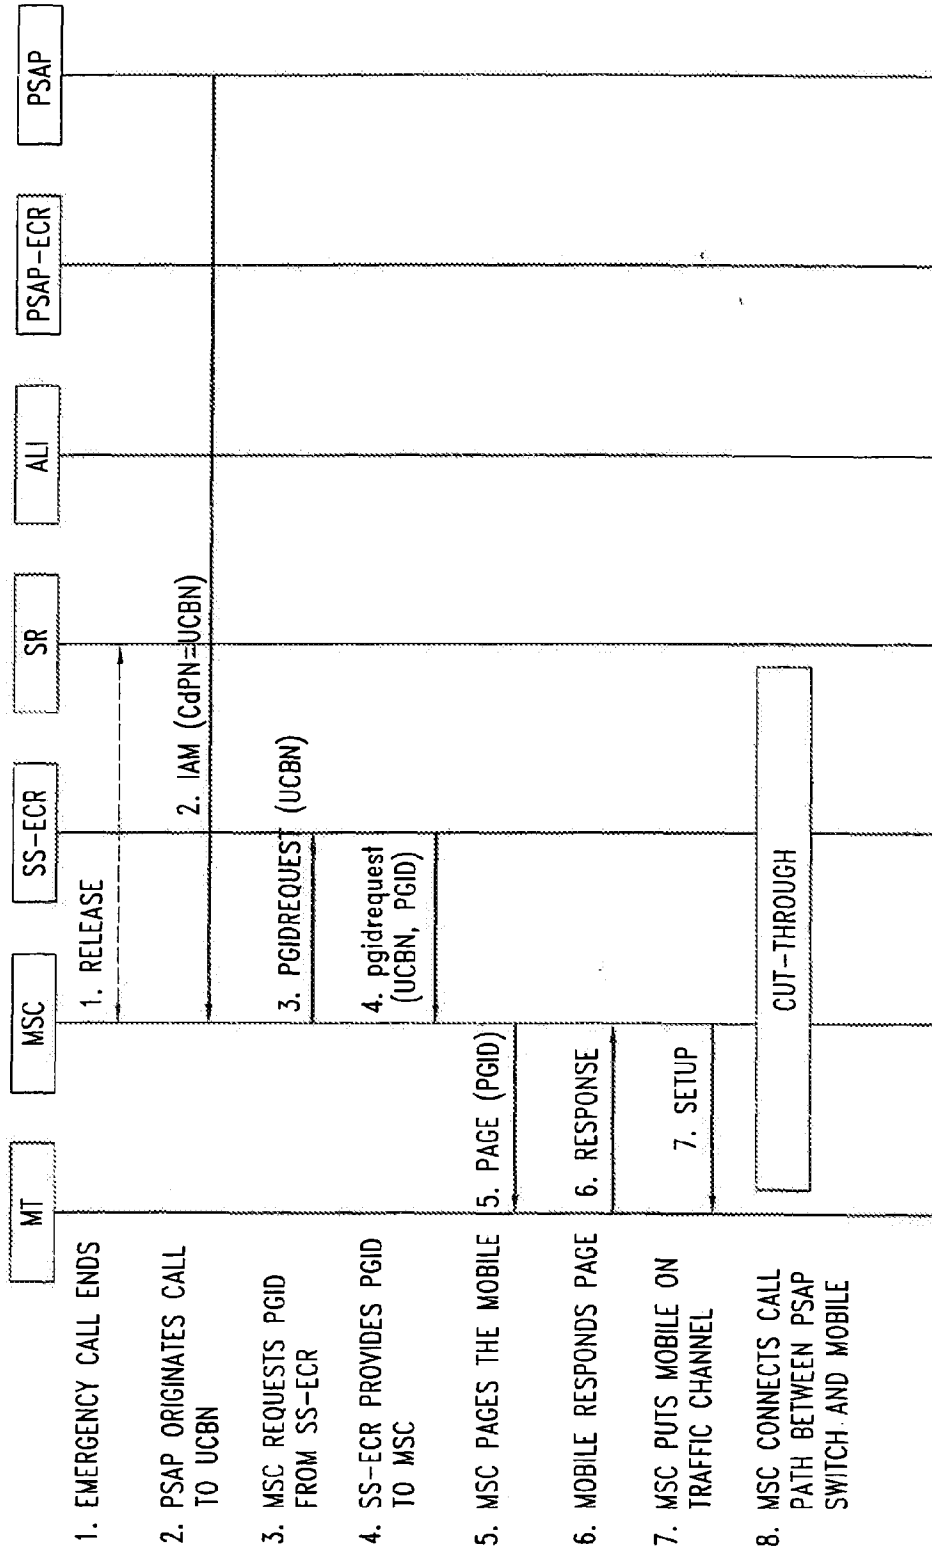 MT
MSC
SS-ECR
SR
ALI
PSAP-ECR
PSAP
1. EMERGENCY CALL ENDS
1. RELEASE
2. PSAP ORIGINATES CALL
TO UCBN
2. IAM (CdPN=UCBN)
3. MSC REQUESTS PGID
FROM SS-ECR
3. PGIDREQUEST (UCBN)
4. SS-ECR PROVIDES PGID
TO MSC
4. pgidrequest
(UCBN, PGID)
5. MSC PAGES THE MOBILE
5. PAGE (PGID)
6. MOBILE RESPONDS PAGE
6. RESPONSE
7. MSC PUTS MOBILE ON
TRAFFIC CHANNEL
7. SETUP
8. MSC CONNECTS CALL
PATH BETWEEN PSAP
SWITCH AND MOBILE
CUT-THROUGH